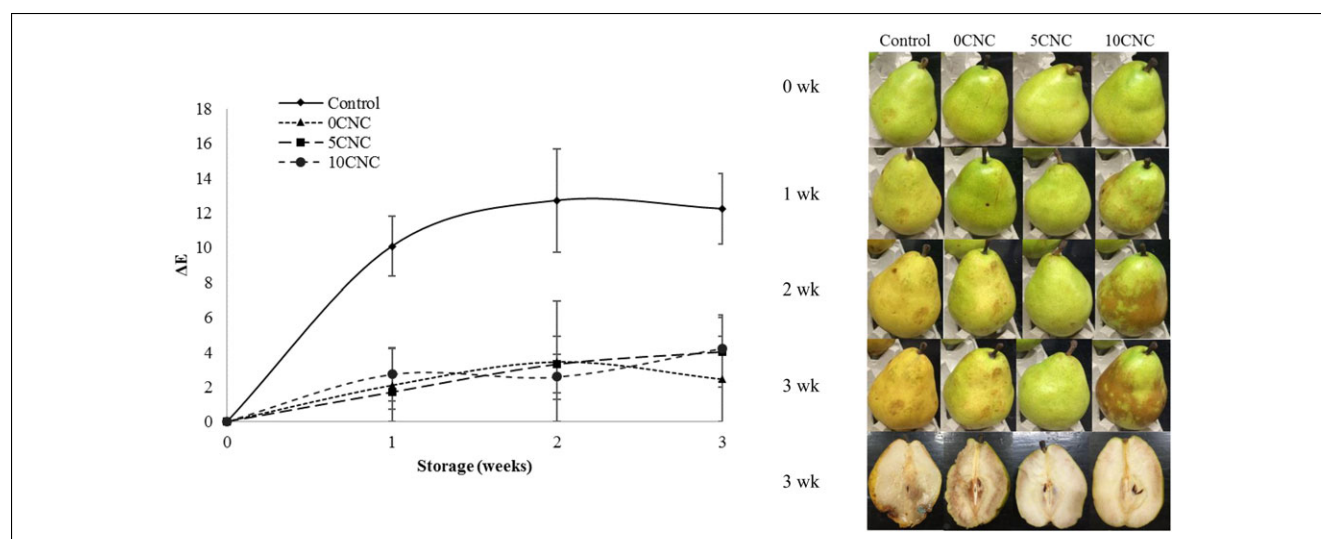 18
16
14
12
10
8
6
4
2
0
ΔE
0 1 2 3
Storage (weeks)
Control
0CNC
5CNC
10CNC
Control 0CNC 5CNC 10CNC
0 wk
1 wk
2 wk
3 wk
3 wk